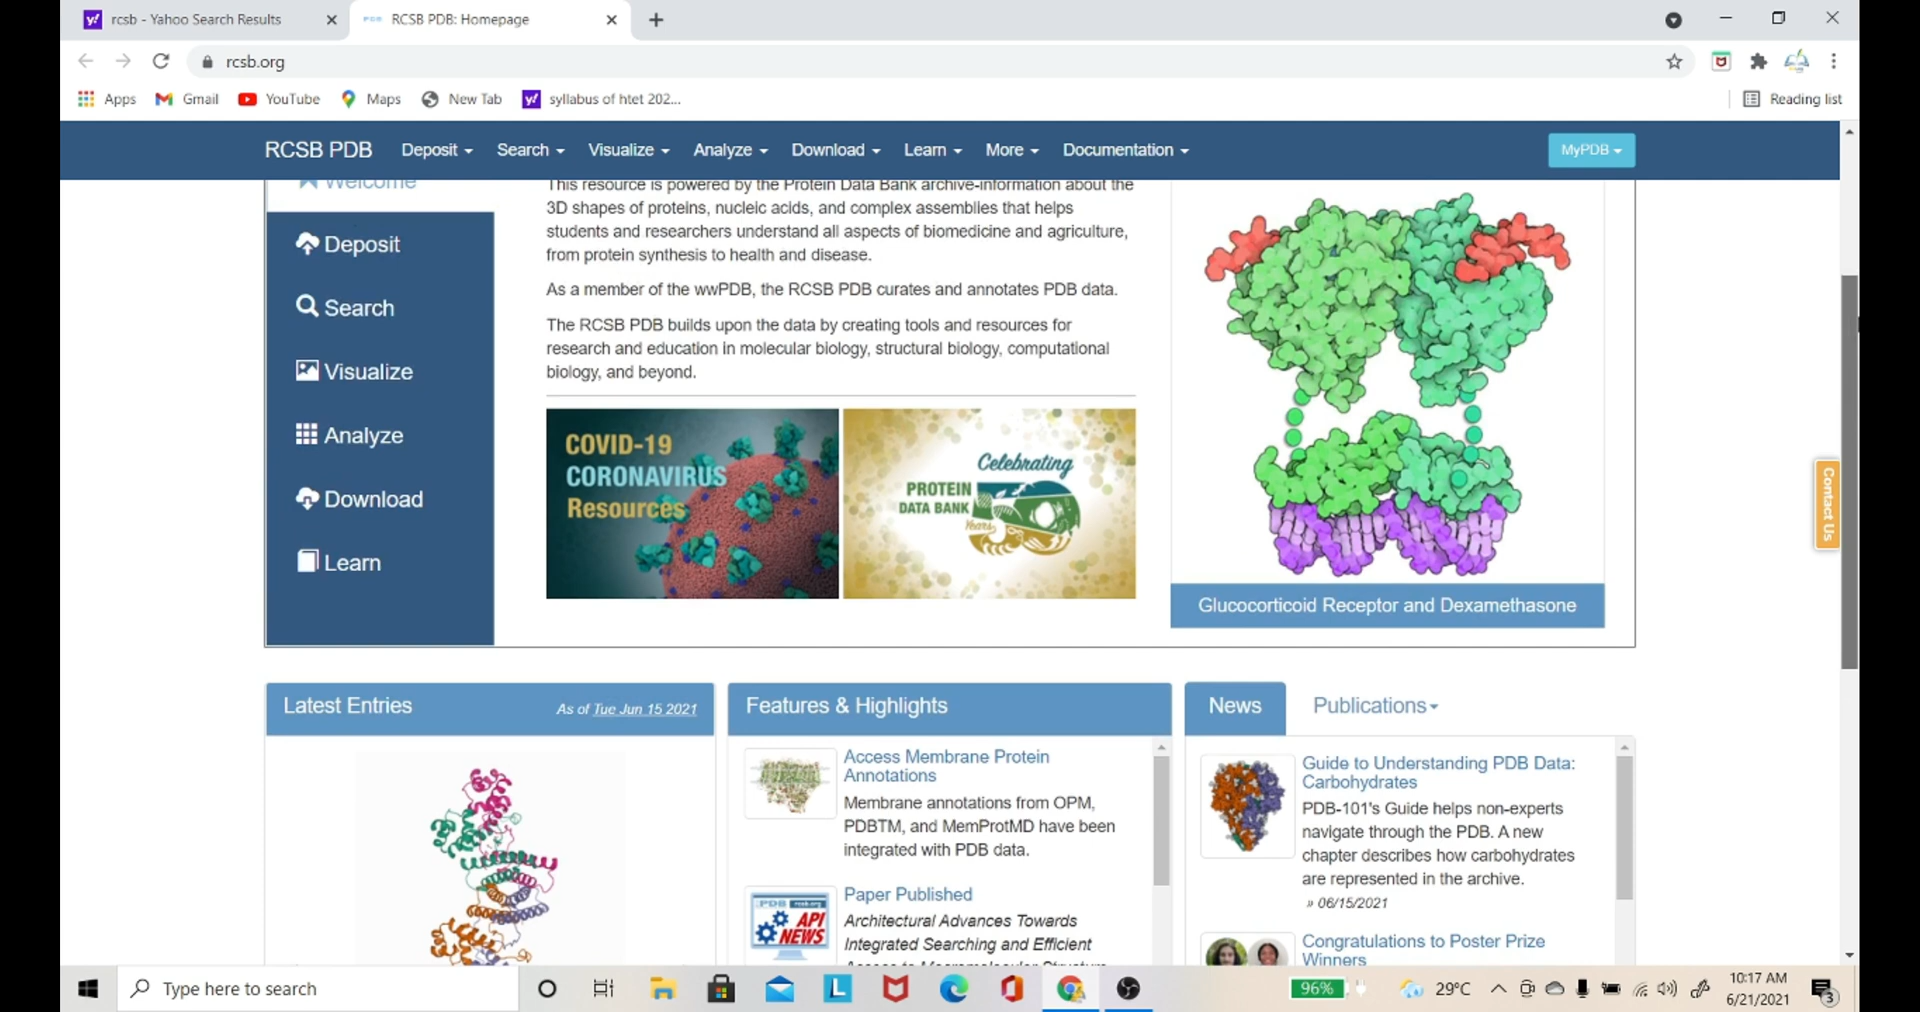 rcsb - Yahoo Search Results
RCSB PDB: Homepage
rcsb.org
Apps
Gmail
YouTube
Maps
New Tab
syllabus of htet 202...
Reading list
RCSB PDB
Deposit
Search
Visualize
Analyze
Download
Learn
More
Documentation
MyPDB
Welcome
Deposit
Search
Visualize
Analyze
Download
Learn
This resource is powered by the Protein Data Bank archive-information about the
3D shapes of proteins, nucleic acids, and complex assemblies that helps
students and researchers understand all aspects of biomedicine and agriculture,
from protein synthesis to health and disease.
As a member of the wwPDB, the RCSB PDB curates and annotates PDB data.
The RCSB PDB builds upon the data by creating tools and resources for
research and education in molecular biology, structural biology, computational
biology, and beyond.
COVID-19
CORONAVIRUS
Resources
Celebrating
PROTEIN
DATA BANK
Years
Glucocorticoid Receptor and Dexamethasone
Contact Us
Latest Entries
As of Tue Jun 15 2021
Features & Highlights
Access Membrane Protein
Annotations
Membrane annotations from OPM,
PDBTM, and MemProtMD have been
integrated with PDB data.
PDB
rcsb.org
API
NEWS
Paper Published
Architectural Advances Towards
Integrated Searching and Efficient
Access to Macromolecular Structure
News
Publications
Guide to Understanding PDB Data:
Carbohydrates
PDB-101's Guide helps non-experts
navigate through the PDB. A new
chapter describes how carbohydrates
are represented in the archive.
» 06/15/2021
Congratulations to Poster Prize
Winners
Type here to search
L
96%
29°C
10:17 AM
6/21/2021
3